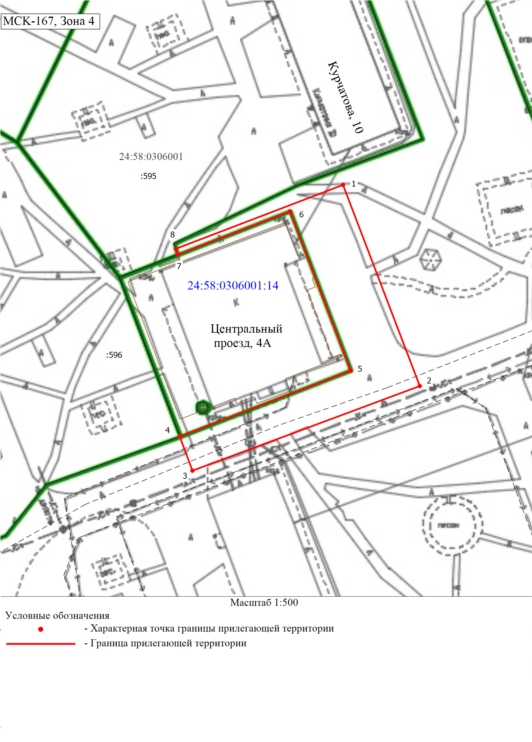 МСК-167, Зона 4
Курчатова, 10
24:58:0306001
:595
1
6
8
7
24:58:0306001:14
К
Центральный
проезд, 4А
:596
5
2
4
3
Масштаб 1:500
Условные обозначения
- Характерная точка границы прилегающей территории
- Граница прилегающей территории